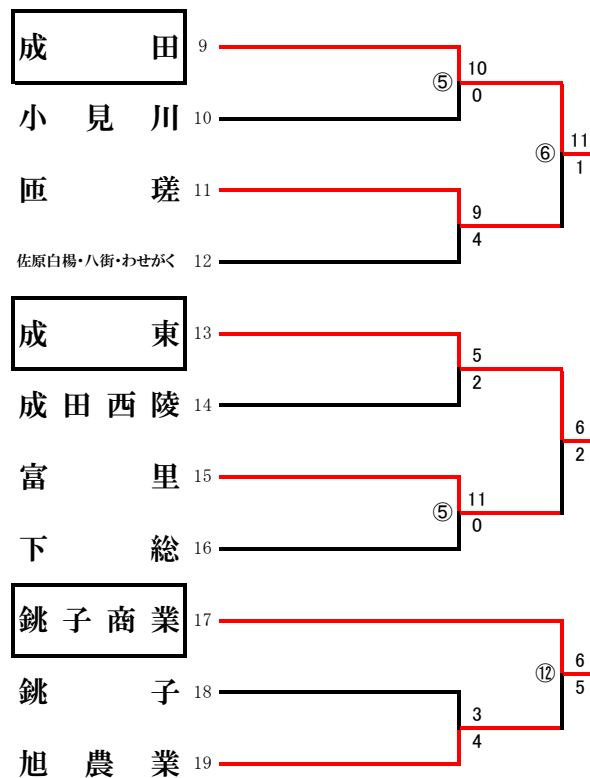 成田 9
⑤ 10
0
小見川 10
⑥ 11
1
匝瑳 11
9
4
佐原白楊・八街・わせがく 12
成東 13
5
2
成田西陵 14
6
2
富里 15
⑤ 11
0
下総 16
銚子商業 17
⑫ 6
5
銚子 18
3
4
旭農業 19